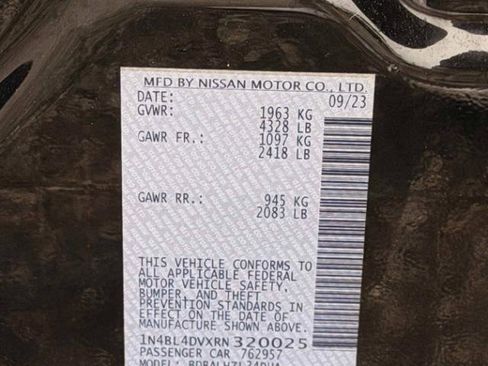 MFD BY NISSAN MOTOR CO., LTD.
DATE: 09/23
GVWR: 1963 KG
4328 LB
GAWR FR.: 1097 KG
2418 LB
GAWR RR.: 945 KG
2083 LB
THIS VEHICLE CONFORMS TO
ALL APPLICABLE FEDERAL
MOTOR VEHICLE SAFETY,
BUMPER, AND THEFT
PREVENTION STANDARDS IN
EFFECT ON THE DATE OF
MANUFACTURE SHOWN ABOVE.
1N4BL4DVXRN320025
PASSENGER CAR 762957